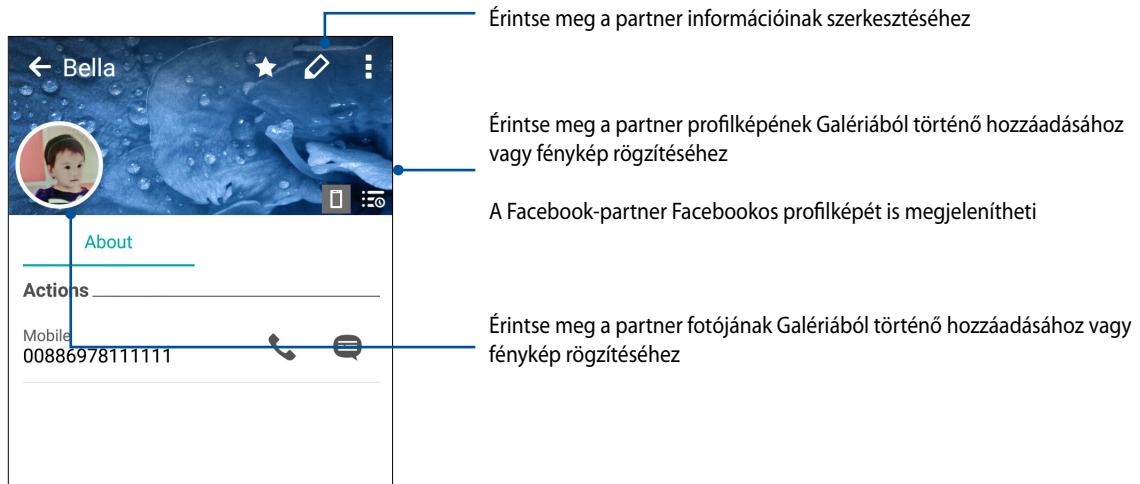 Érintse meg a partner információinak szerkesztéséhez
Bella
Érintse meg a partner profilképének Galériából történő hozzáadásához
vagy fénykép rögzítéséhez
A Facebook-partner Facebookos profilképét is megjelenítheti
About
Actions
Mobile
00886978111111
Érintse meg a partner fotójának Galériából történő hozzáadásához vagy
fénykép rögzítéséhez